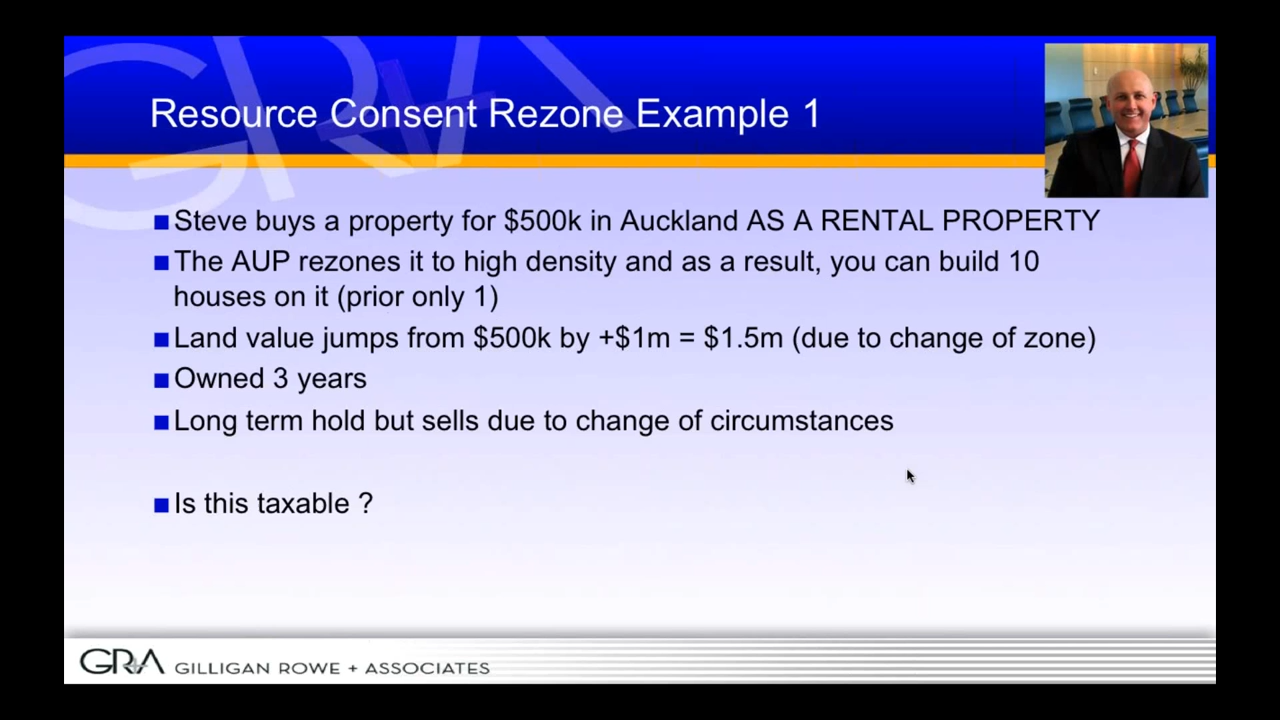 Resource Consent Rezone Example 1
Steve buys a property for $500k in Auckland AS A RENTAL PROPERTY
The AUP rezones it to high density and as a result, you can build 10
houses on it (prior only 1)
Land value jumps from $500k by +$1m = $1.5m (due to change of zone)
Owned 3 years
Long term hold but sells due to change of circumstances
Is this taxable ?
GRA GILLIGAN ROWE + ASSOCIATES